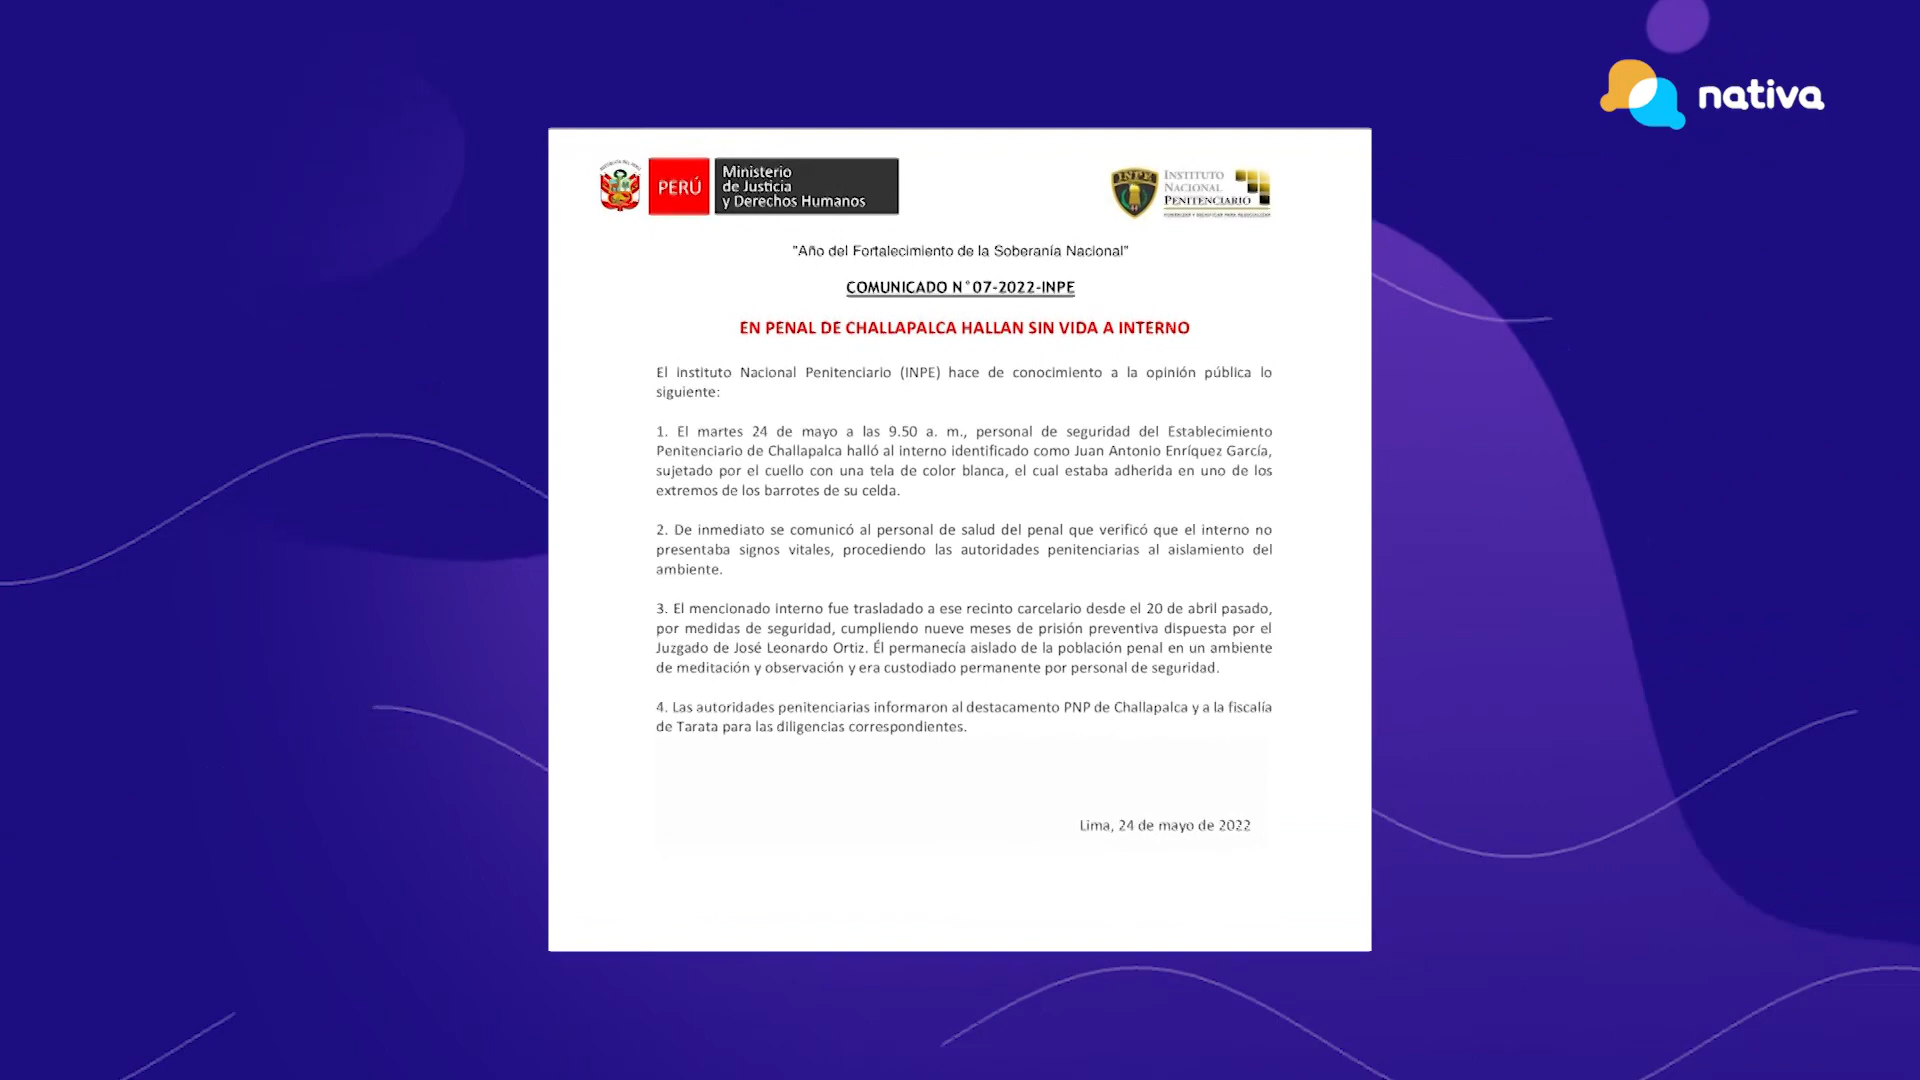 nativa
PERÚ
Ministerio
de Justicia
y Derechos Humanos
INPE
INSTITUTO
NACIONAL
PENITENCIARIO
"Año del Fortalecimiento de la Soberanía Nacional"
COMUNICADO N°07-2022-INPE
EN PENAL DE CHALLAPALCA HALLAN SIN VIDA A INTERNO
El instituto Nacional Penitenciario (INPE) hace de conocimiento a la opinión pública lo
siguiente:
1. El martes 24 de mayo a las 9.50 a. m., personal de seguridad del Establecimiento
Penitenciario de Challapalca halló al interno identificado como Juan Antonio Enríquez García,
sujetado por el cuello con una tela de color blanca, el cual estaba adherida en uno de los
extremos de los barrotes de su celda.
2. De inmediato se comunicó al personal de salud del penal que verificó que el interno no
presentaba signos vitales, procediendo las autoridades penitenciarias al aislamiento del
ambiente.
3. El mencionado interno fue trasladado a ese recinto carcelario desde el 20 de abril pasado,
por medidas de seguridad, cumpliendo nueve meses de prisión preventiva dispuesta por el
Juzgado de José Leonardo Ortiz. Él permanecía aislado de la población penal en un ambiente
de meditación y observación y era custodiado permanente por personal de seguridad.
4. Las autoridades penitenciarias informaron al destacamento PNP de Challapalca y a la fiscalía
de Tarata para las diligencias correspondientes.
Lima, 24 de mayo de 2022